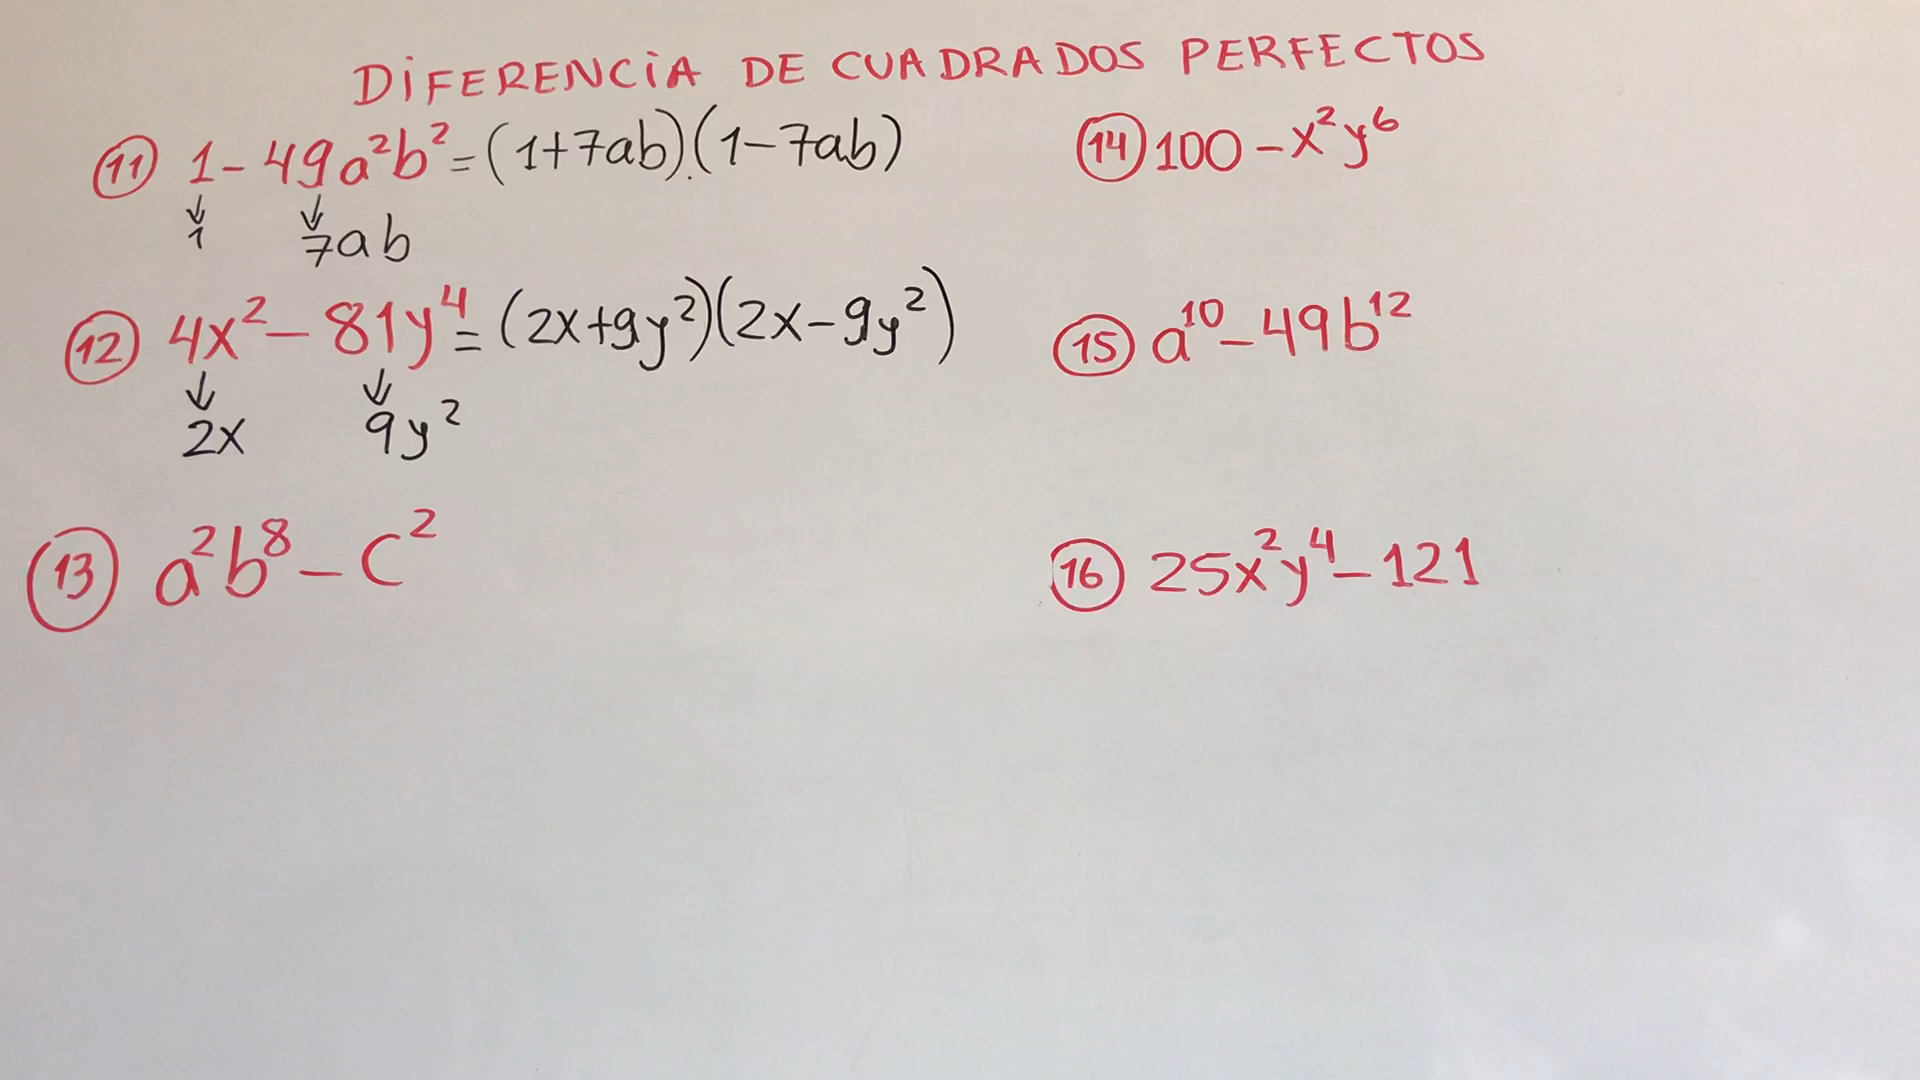 DIFERENCIA DE CUADRADOS PERFECTOS
11 1 - 49a²b² = (1+7ab).(1-7ab)
↓ ↓
1 7ab
12 4x² - 81y⁴ = (2x+9y²)(2x-9y²)
↓ ↓
2x 9y²
13 a²b⁸ - c²
14 100 - x²y⁶
15 a¹⁰ - 49b¹²
16 25x²y⁴ - 121